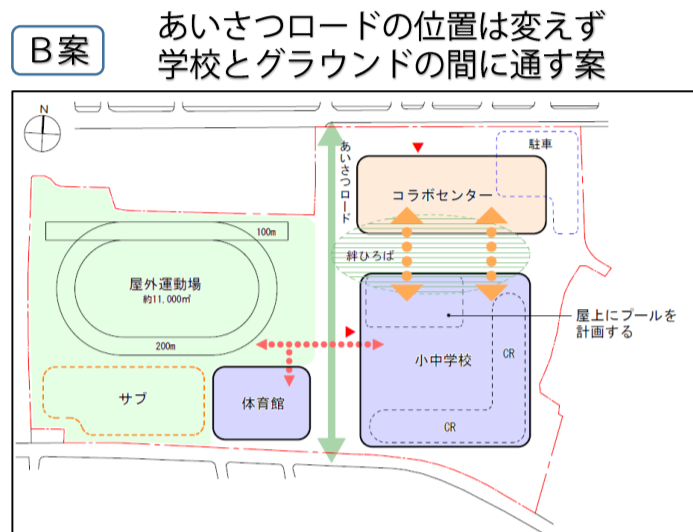 B案
あいさつロードの位置は変えず
学校とグラウンドの間に通す案
N
あいさつロード
駐車
コラボセンター
100m
絆ひろば
屋外運動場
約11,000㎡
屋上にプールを
計画する
200m
小中学校
CR
サブ
体育館
CR